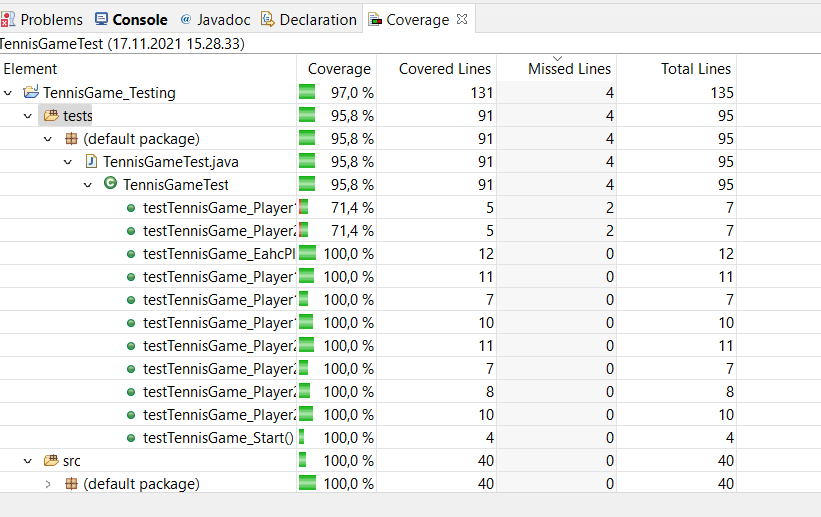 Problems Console @ Javadoc Declaration Coverage
TennisGameTest (17.11.2021 15.28.33)
Element Coverage Covered Lines Missed Lines Total Lines
TennisGame_Testing 97,0 % 131 4 135
tests 95,8 % 91 4 95
(default package) 95,8 % 91 4 95
TennisGameTest.java 95,8 % 91 4 95
TennisGameTest 95,8 % 91 4 95
testTennisGame_Player1 71,4 % 5 2 7
testTennisGame_Player2 71,4 % 5 2 7
testTennisGame_EahcPl 100,0 % 12 0 12
testTennisGame_Player1 100,0 % 11 0 11
testTennisGame_Player1 100,0 % 7 0 7
testTennisGame_Player1 100,0 % 10 0 10
testTennisGame_Player2 100,0 % 11 0 11
testTennisGame_Player2 100,0 % 7 0 7
testTennisGame_Player2 100,0 % 8 0 8
testTennisGame_Player2 100,0 % 10 0 10
testTennisGame_Start() 100,0 % 4 0 4
src 100,0 % 40 0 40
(default package) 100,0 % 40 0 40